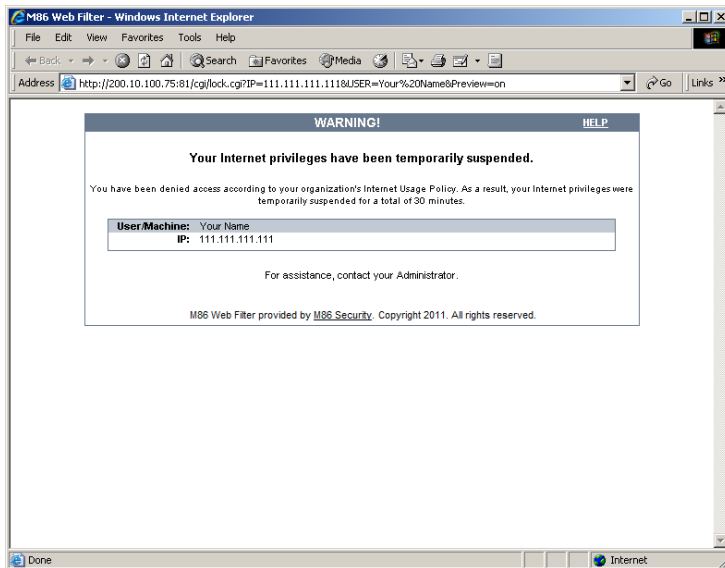 M86 Web Filter - Windows Internet Explorer
File Edit View Favorites Tools Help
Back Search Favorites Media
Address http://200.10.100.75:81/cgi/lock.cgi?IP=111.111.111.111&USER=Your%20Name&Preview=on Go Links »
WARNING! HELP
Your Internet privileges have been temporarily suspended.
You have been denied access according to your organization's Internet Usage Policy. As a result, your Internet privileges were
temporarily suspended for a total of 30 minutes.
User/Machine: Your Name
IP: 111.111.111.111
For assistance, contact your Administrator.
M86 Web Filter provided by M86 Security. Copyright 2011. All rights reserved.
Done Internet